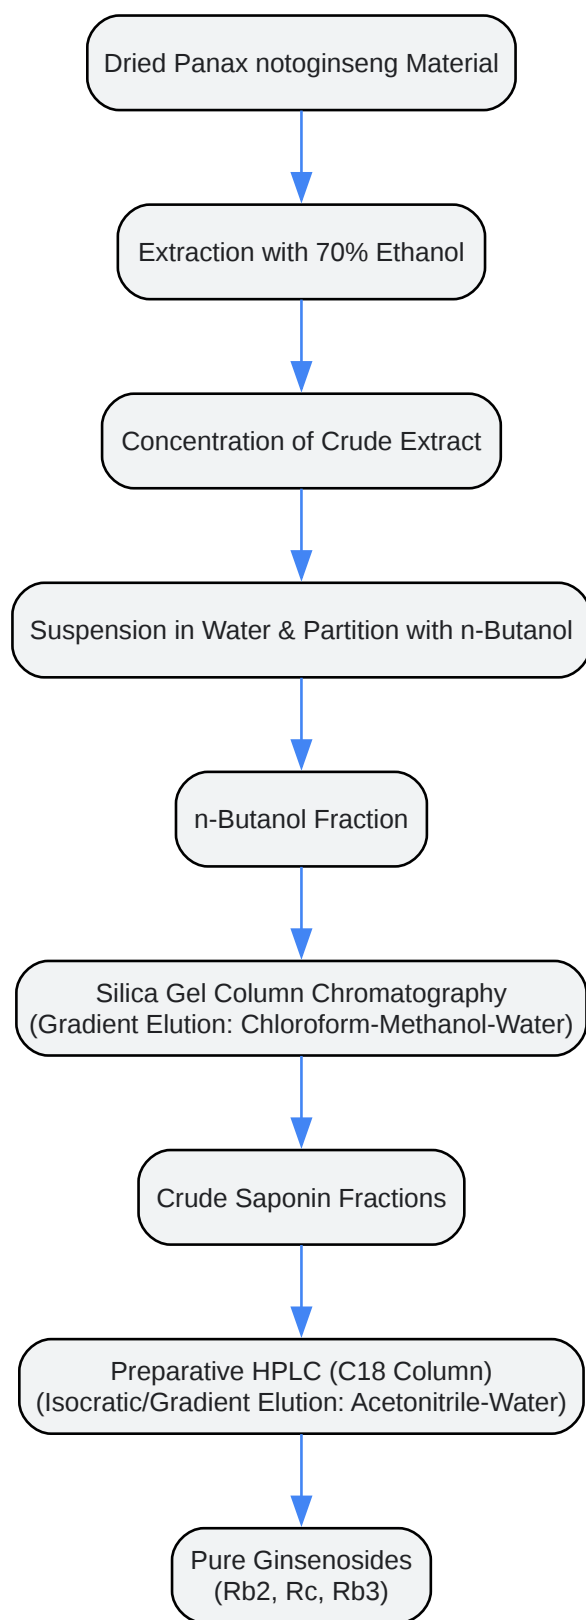 Dried Panax notoginseng Material
Extraction with 70% Ethanol
Concentration of Crude Extract
Suspension in Water & Partition with n-Butanol
n-Butanol Fraction
Silica Gel Column Chromatography
(Gradient Elution: Chloroform-Methanol-Water)
Crude Saponin Fractions
Preparative HPLC (C18 Column)
(Isocratic/Gradient Elution: Acetonitrile-Water)
Pure Ginsenosides
(Rb2, Rc, Rb3)